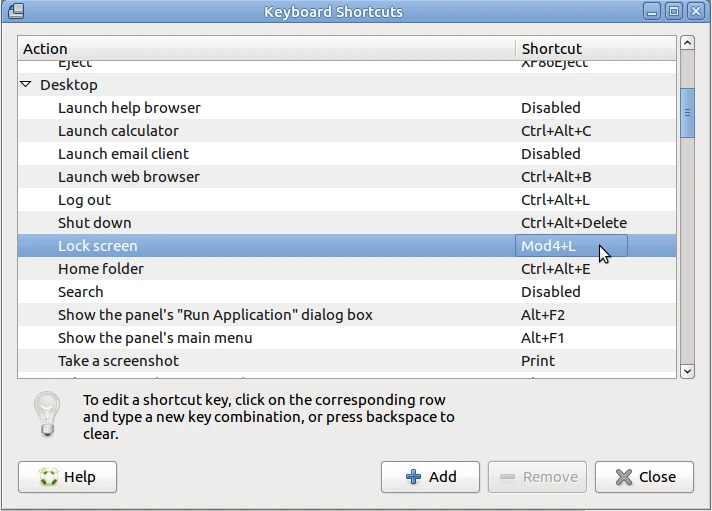 Keyboard Shortcuts
Action Shortcut
Eject XF86Eject
Desktop
Launch help browser Disabled
Launch calculator Ctrl+Alt+C
Launch email client Disabled
Launch web browser Ctrl+Alt+B
Log out Ctrl+Alt+L
Shut down Ctrl+Alt+Delete
Lock screen Mod4+L
Home folder Ctrl+Alt+E
Search Disabled
Show the panel's "Run Application" dialog box Alt+F2
Show the panel's main menu Alt+F1
Take a screenshot Print
To edit a shortcut key, click on the corresponding row
and type a new key combination, or press backspace to
clear.
Help Add Remove Close